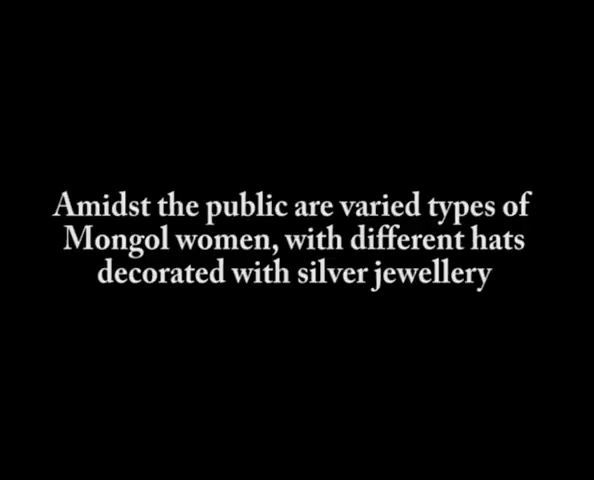 Amidst the public are varied types of
Mongol women, with different hats
decorated with silver jewellery